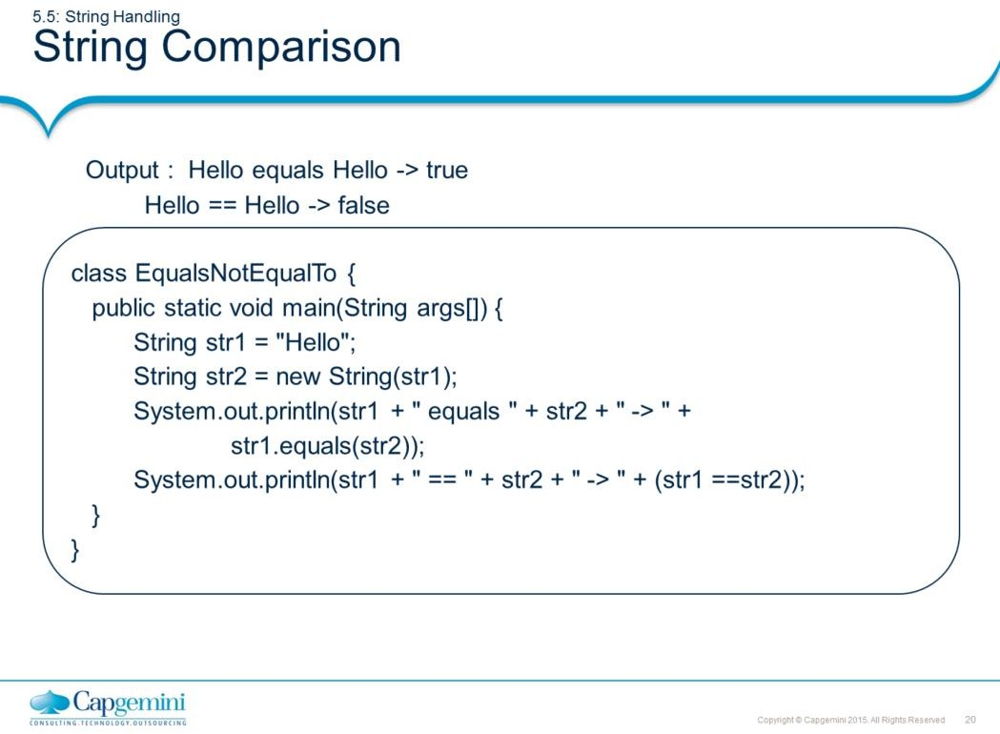 5.5: String Handling
String Comparison
Output :  Hello equals Hello -> true
Hello == Hello -> false
class EqualsNotEqualTo {
public static void main(String args[]) {
String str1 = "Hello";
String str2 = new String(str1);
System.out.println(str1 + " equals " + str2 + " -> " +
str1.equals(str2));
System.out.println(str1 + " == " + str2 + " -> " + (str1 ==str2));
}
}
Capgemini
CONSULTING.TECHNOLOGY.OUTSOURCING
Copyright © Capgemini 2015. All Rights Reserved 20